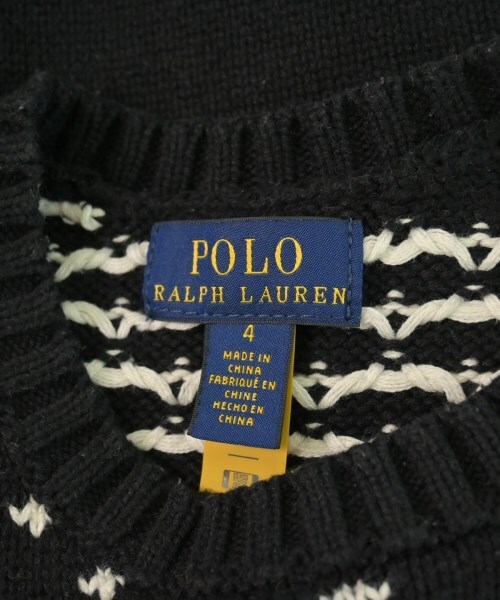 POLO
RALPH LAUREN
4
MADE IN
CHINA
FABRIQUÉ EN
CHINE
HECHO EN
CHINA